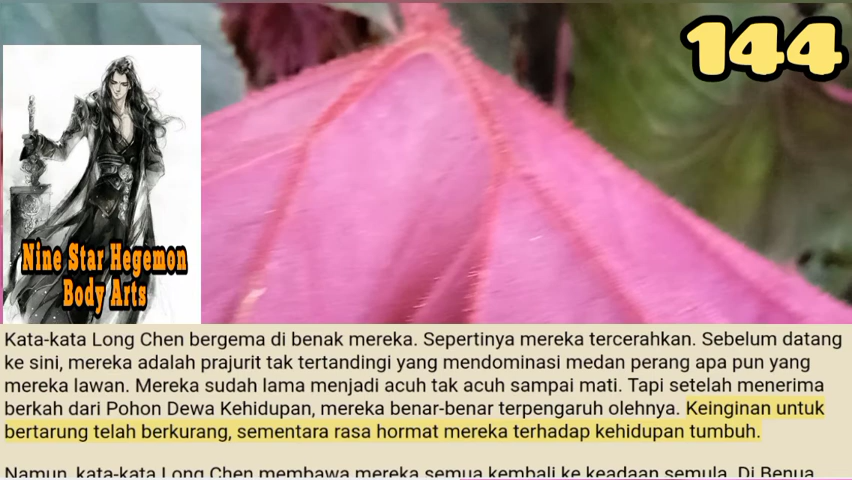 144
Nine Star Hegemon
Body Arts
Kata-kata Long Chen bergema di benak mereka. Sepertinya mereka tercerahkan. Sebelum datang
ke sini, mereka adalah prajurit tak tertandingi yang mendominasi medan perang apa pun yang
mereka lawan. Mereka sudah lama menjadi acuh tak acuh sampai mati. Tapi setelah menerima
berkah dari Pohon Dewa Kehidupan, mereka benar-benar terpengaruh olehnya. Keinginan untuk
bertarung telah berkurang, sementara rasa hormat mereka terhadap kehidupan tumbuh.
Namun, kata-kata Long Chen membawa mereka semua kembali ke keadaan semula. Di Benua